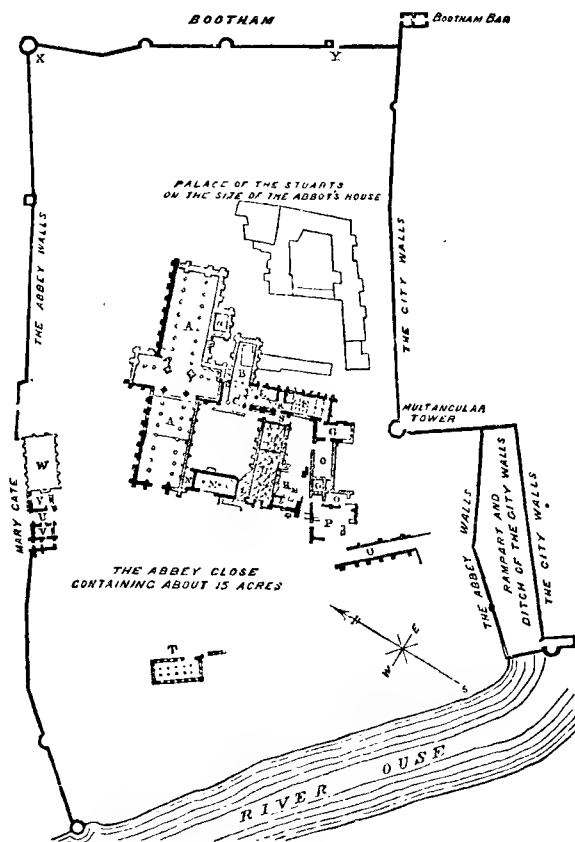 BOOTHAM
BOOTHAM BAR
X
Y
PALACE OF THE STUARTS
ON THE SITE OF THE ABBOT'S HOUSE
THE ABBEY WALLS
THE CITY WALLS
A
B
A
MULTANGULAR
TOWER
W
G
O
N
P
V
U
V
MARY GATE
U
THE ABBEY CLOSE
CONTAINING ABOUT 15 ACRES
THE ABBEY WALLS
RAMPART AND
DITCH OF THE CITY WALLS
THE CITY WALLS
E
W
S
T
RIVER OUSE